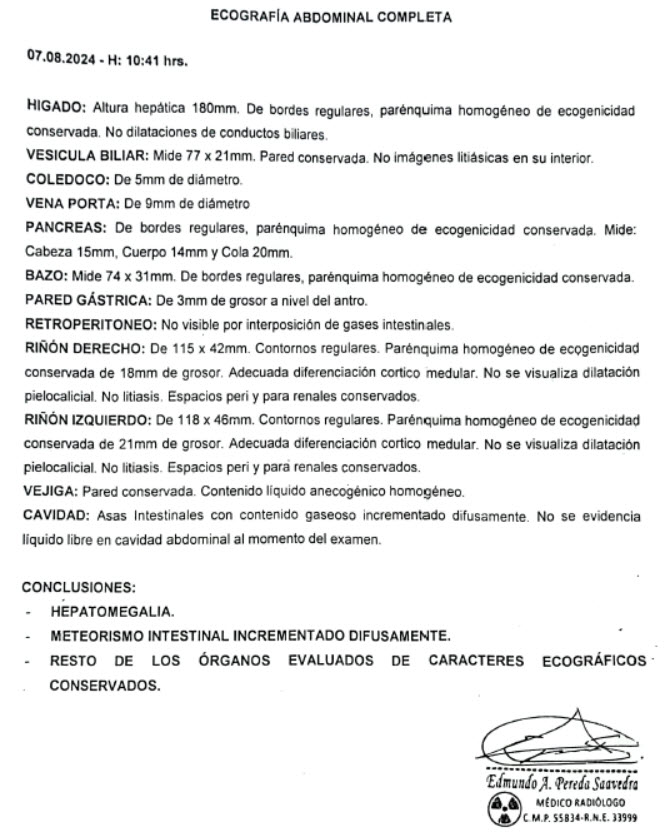 ECOGRAFÍA ABDOMINAL COMPLETA
07.08.2024 - H: 10:41 hrs.
HIGADO: Altura hepática 180mm. De bordes regulares, parénquima homogéneo de ecogenicidad
conservada. No dilataciones de conductos biliares.
VESICULA BILIAR: Mide 77 x 21mm. Pared conservada. No imágenes litiásicas en su interior.
COLEDOCO: De 5mm de diámetro.
VENA PORTA: De 9mm de diámetro
PANCREAS: De bordes regulares, parénquima homogéneo de ecogenicidad conservada. Mide:
Cabeza 15mm, Cuerpo 14mm y Cola 20mm.
BAZO: Mide 74 x 31mm. De bordes regulares, parénquima homogéneo de ecogenicidad conservada.
PARED GÁSTRICA: De 3mm de grosor a nivel del antro.
RETROPERITONEO: No visible por interposición de gases intestinales.
RIÑÓN DERECHO: De 115 x 42mm. Contornos regulares. Parénquima homogéneo de ecogenicidad
conservada de 18mm de grosor. Adecuada diferenciación cortico medular. No se visualiza dilatación
pielocalicial. No litiasis. Espacios peri y para renales conservados.
RIÑÓN IZQUIERDO: De 118 x 46mm. Contornos regulares. Parénquima homogéneo de ecogenicidad
conservada de 21mm de grosor. Adecuada diferenciación cortico medular. No se visualiza dilatación
pielocalicial. No litiasis. Espacios peri y para renales conservados.
VEJIGA: Pared conservada. Contenido líquido anecogénico homogéneo.
CAVIDAD: Asas Intestinales con contenido gaseoso incrementado difusamente. No se evidencia
líquido libre en cavidad abdominal al momento del examen.
CONCLUSIONES:
- HEPATOMEGALIA.
- METEORISMO INTESTINAL INCREMENTADO DIFUSAMENTE.
- RESTO DE LOS ÓRGANOS EVALUADOS DE CARACTERES ECOGRÁFICOS
CONSERVADOS.
Edmundo A. Pereda Saavedra
MÉDICO RADIÓLOGO
C.M.P. 55834-R.N.E. 33999